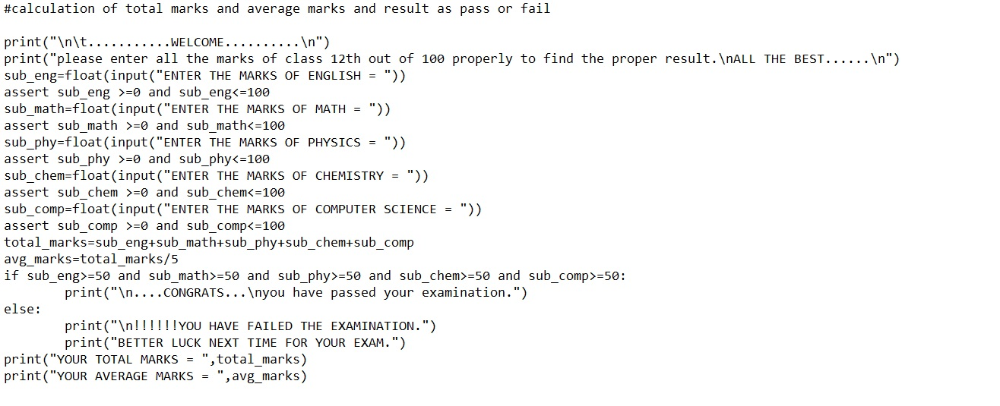 #calculation of total marks and average marks and result as pass or fail
print("\n\t...........WELCOME..........\n")
print("please enter all the marks of class 12th out of 100 properly to find the proper result.\nALL THE BEST......\n")
sub_eng=float(input("ENTER THE MARKS OF ENGLISH = "))
assert sub_eng >=0 and sub_eng<=100
sub_math=float(input("ENTER THE MARKS OF MATH = "))
assert sub_math >=0 and sub_math<=100
sub_phy=float(input("ENTER THE MARKS OF PHYSICS = "))
assert sub_phy >=0 and sub_phy<=100
sub_chem=float(input("ENTER THE MARKS OF CHEMISTRY = "))
assert sub_chem >=0 and sub_chem<=100
sub_comp=float(input("ENTER THE MARKS OF COMPUTER SCIENCE = "))
assert sub_comp >=0 and sub_comp<=100
total_marks=sub_eng+sub_math+sub_phy+sub_chem+sub_comp
avg_marks=total_marks/5
if sub_eng>=50 and sub_math>=50 and sub_phy>=50 and sub_chem>=50 and sub_comp>=50:
        print("\n....CONGRATS...\nyou have passed your examination.")
else:
        print("\n!!!!!!YOU HAVE FAILED THE EXAMINATION.")
        print("BETTER LUCK NEXT TIME FOR YOUR EXAM.")
print("YOUR TOTAL MARKS = ",total_marks)
print("YOUR AVERAGE MARKS = ",avg_marks)